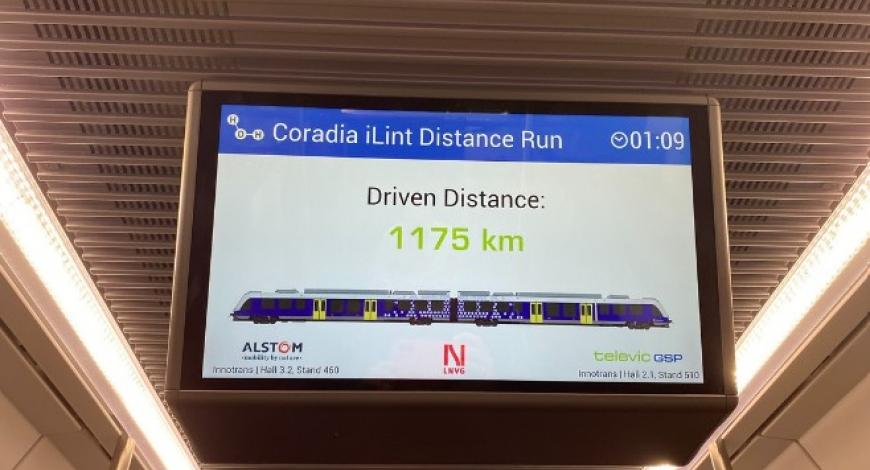 H
O H
Coradia iLint Distance Run
01:09
Driven Distance:
1175 km
ALSTOM
·mobility by nature·
Innotrans | Hall 3.2, Stand 460
N
LNVG
televic GSP
Innotrans | Hall 2.1, Stand 510